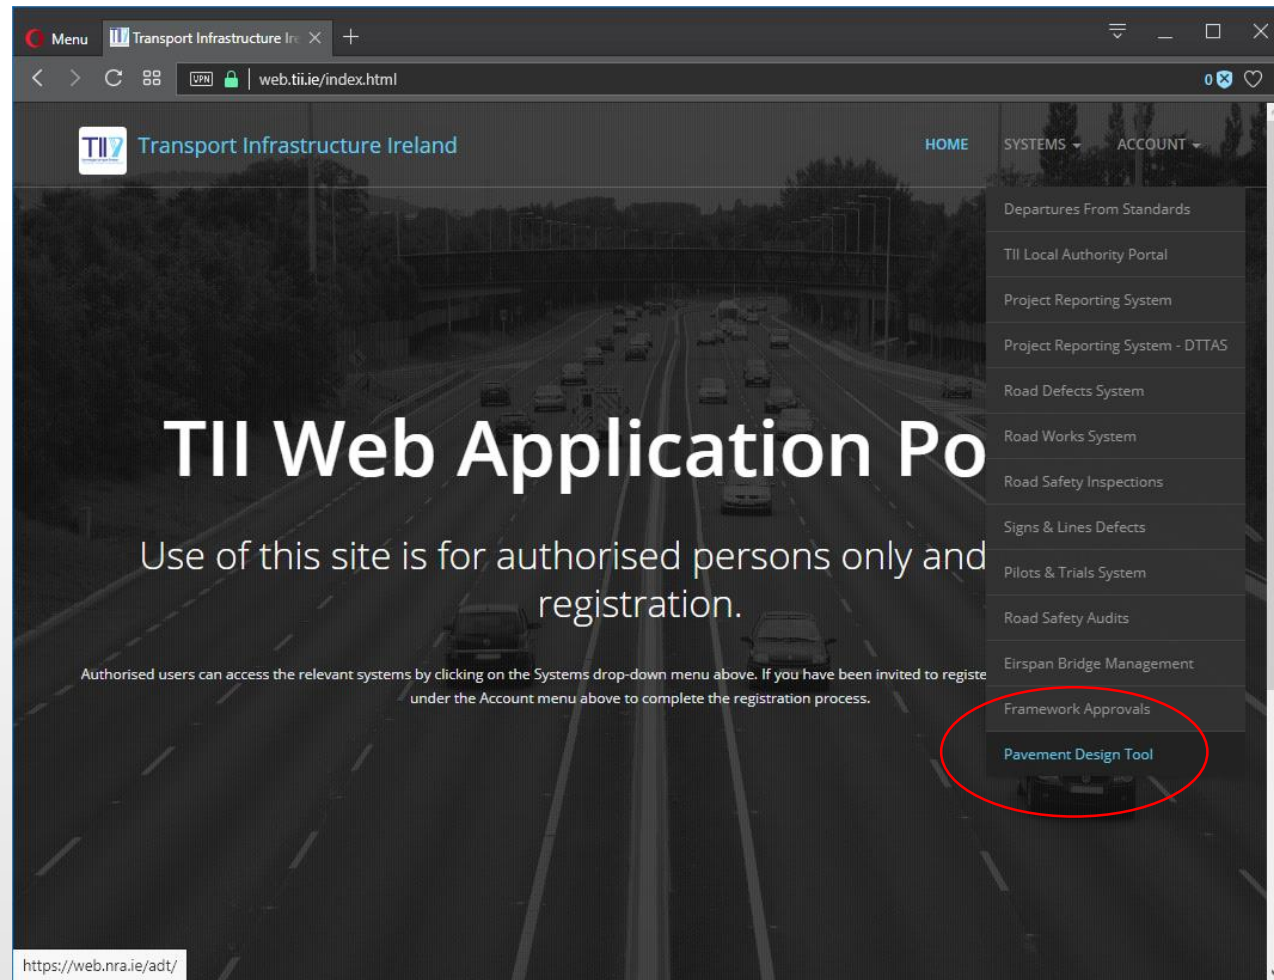 Menu
Transport Infrastructure Ire
VPN
web.tii.ie/index.html
0
TII
Transport Infrastructure Ireland
HOME
SYSTEMS
ACCOUNT
Departures From Standards
TII Local Authority Portal
Project Reporting System
Project Reporting System - DTTAS
Road Defects System
Road Works System
Road Safety Inspections
Signs & Lines Defects
Pilots & Trials System
Road Safety Audits
Eirspan Bridge Management
Framework Approvals
Pavement Design Tool
TII Web Application Po
Use of this site is for authorised persons only and
registration.
Authorised users can access the relevant systems by clicking on the Systems drop-down menu above. If you have been invited to registe
under the Account menu above to complete the registration process.
https://web.nra.ie/adt/